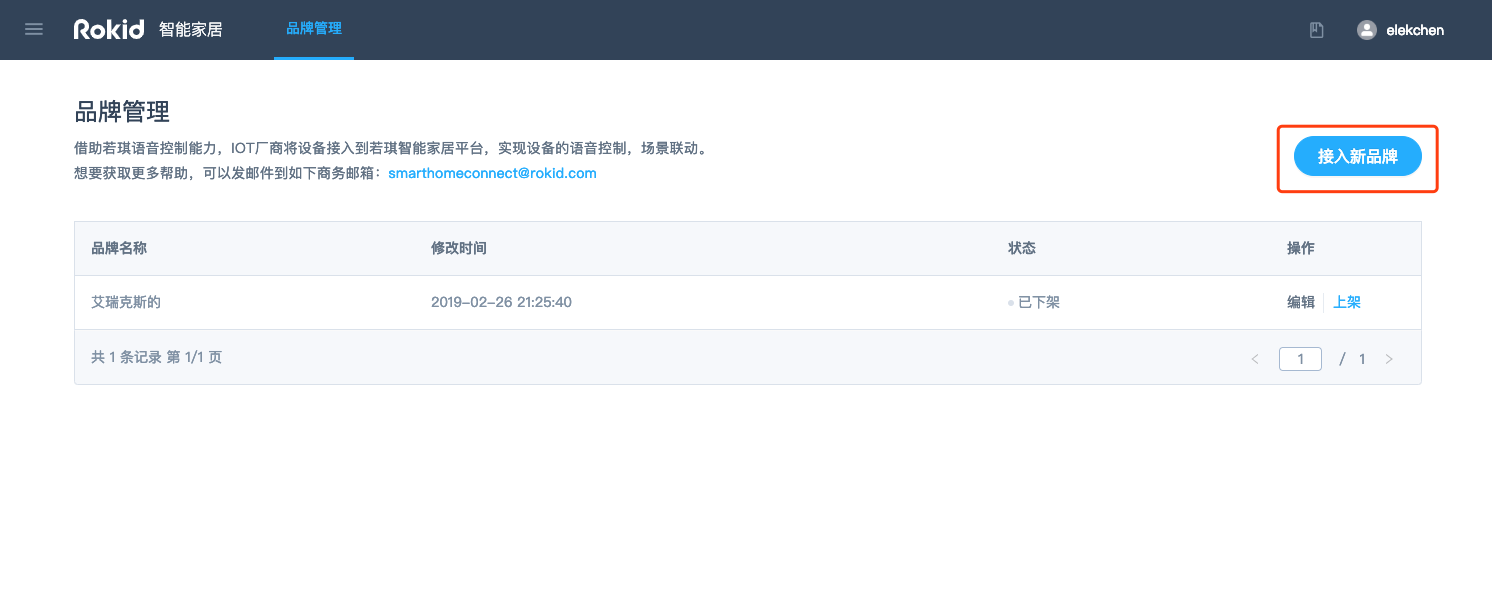 Rokid 智能家居 品牌管理 elekchen
品牌管理
借助若琪语音控制能力，IOT厂商将设备接入到若琪智能家居平台，实现设备的语音控制，场景联动。
想要获取更多帮助，可以发邮件到如下商务邮箱：smarthomeconnect@rokid.com
接入新品牌
品牌名称 修改时间 状态 操作
艾瑞克斯的 2019-02-26 21:25:40 已下架 编辑 上架
共 1 条记录 第 1/1 页 < 1 / 1 >